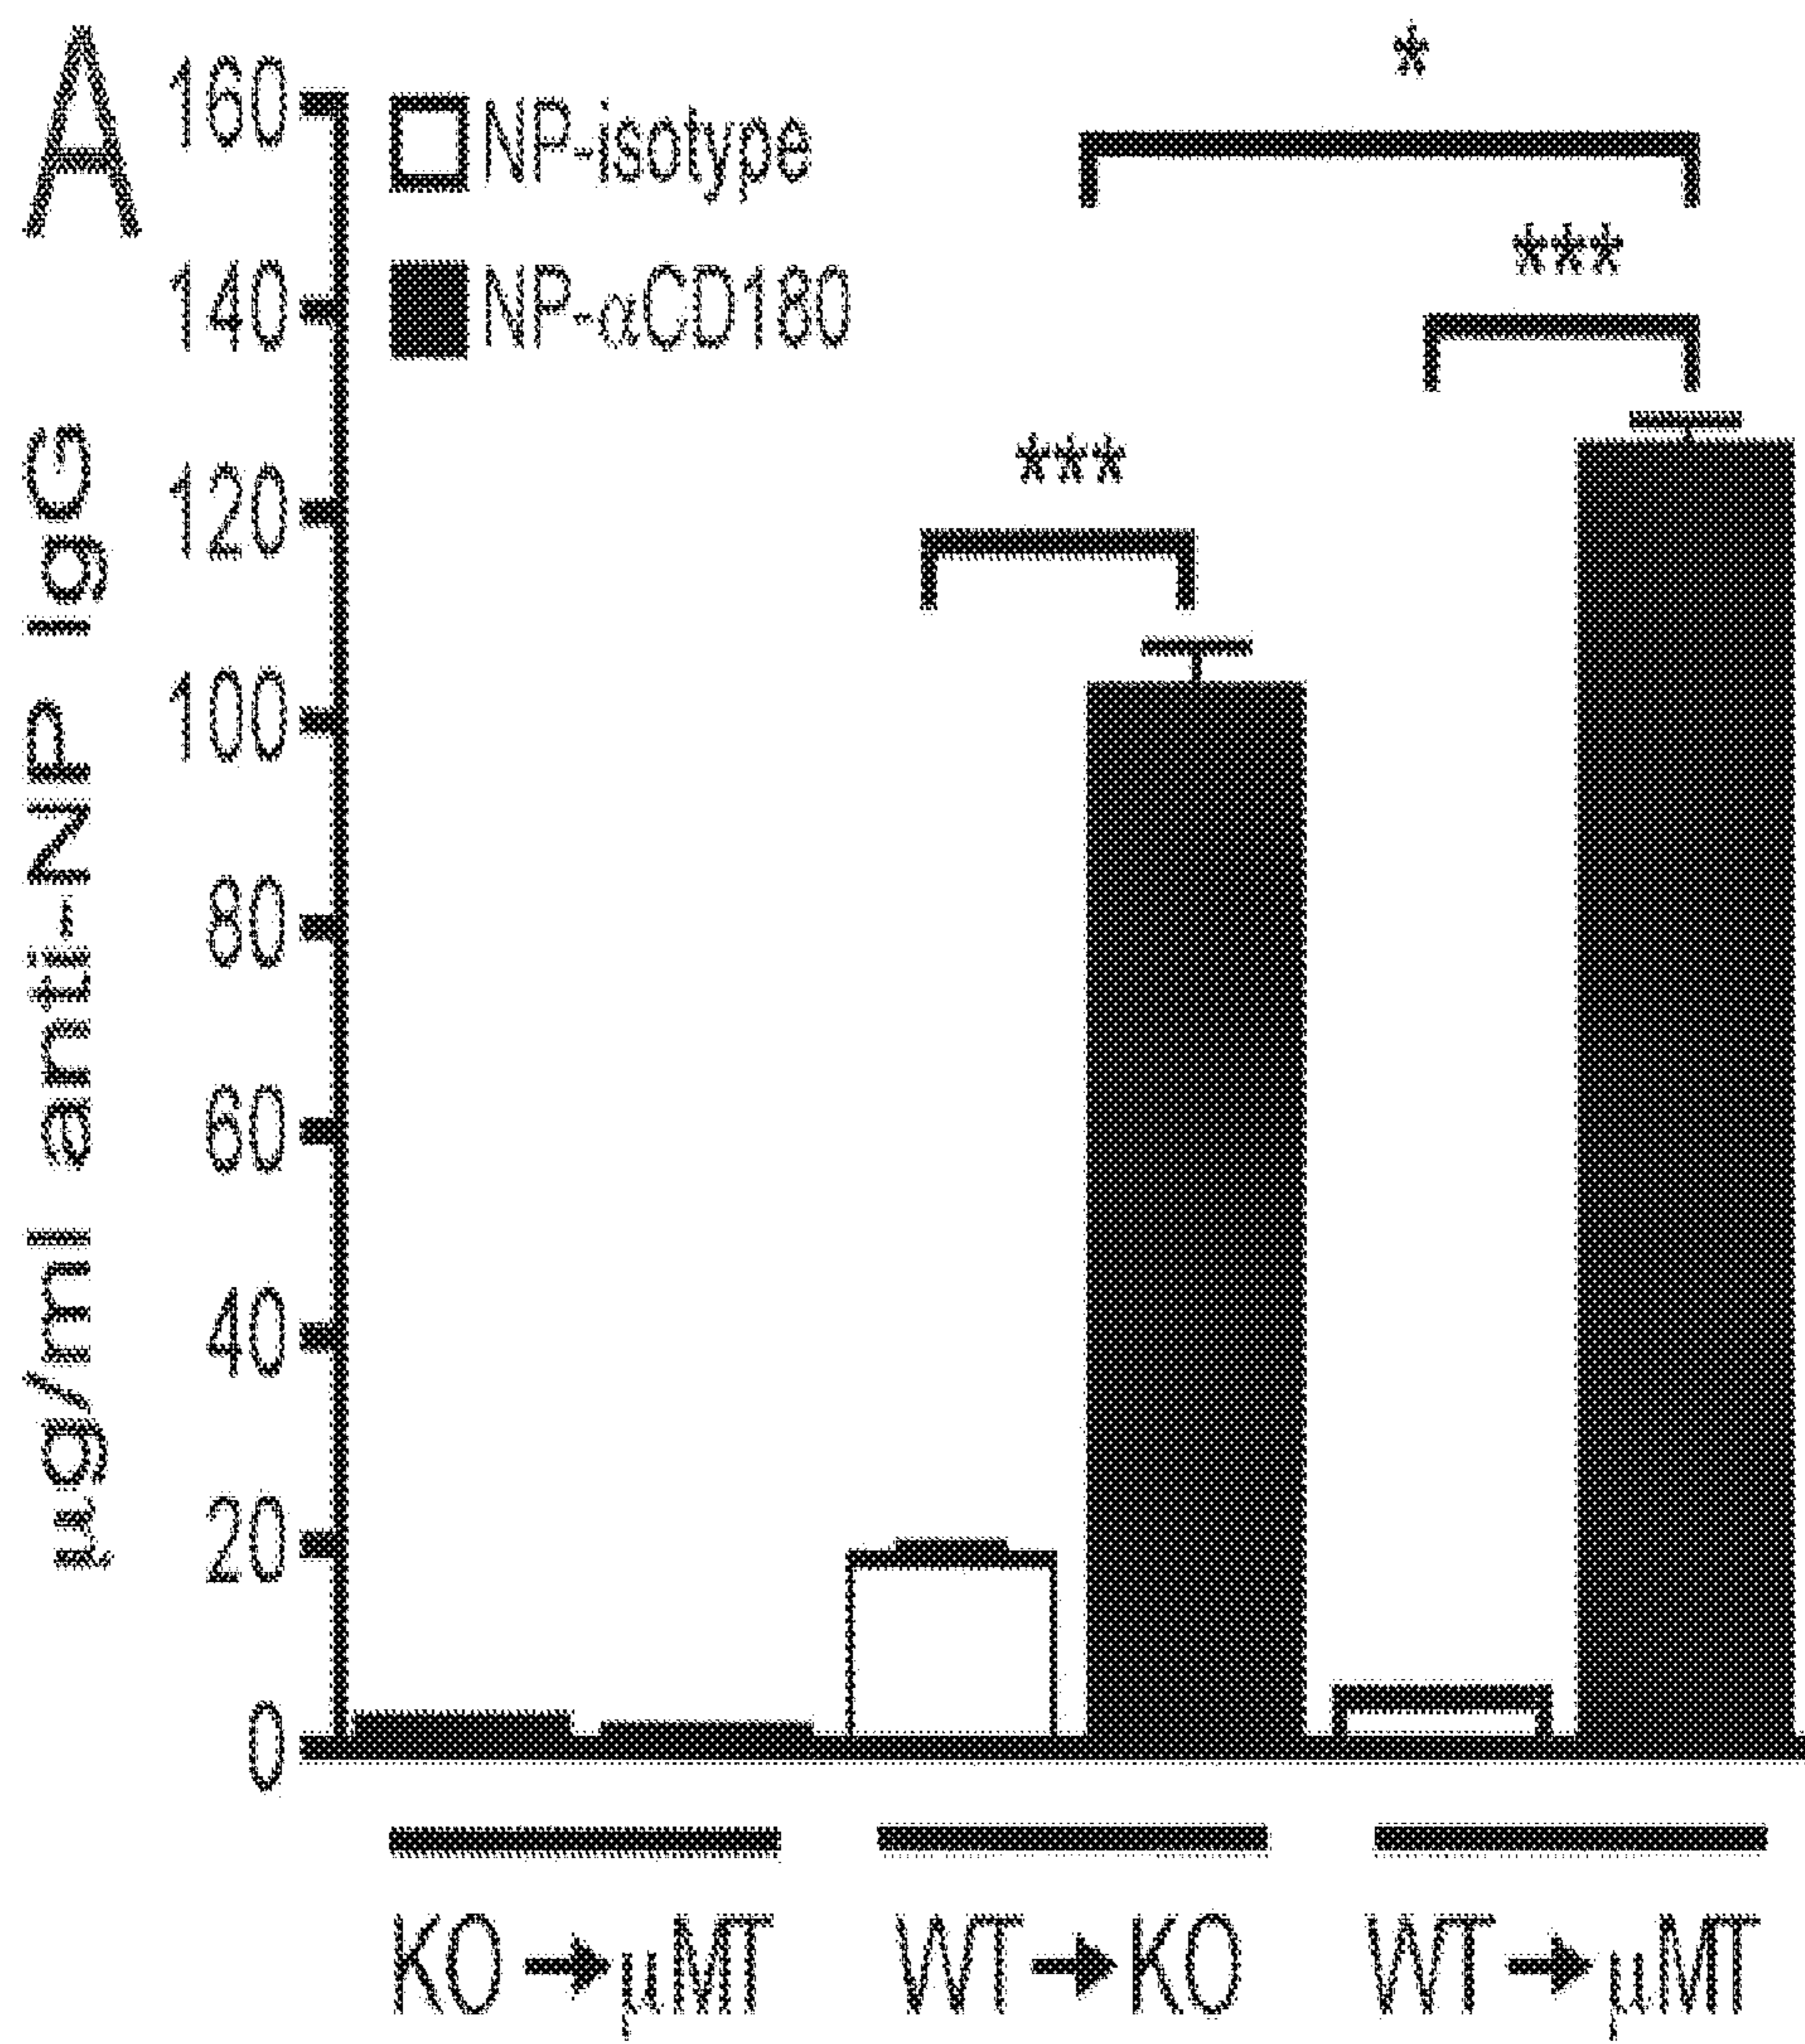 A
µg/ml anti-NP IgG
160
140
120
100
80
60
40
20
0
NP-isotype
NP-αCD180
*
***
***
KO→µMT
WT→KO
WT→µMT